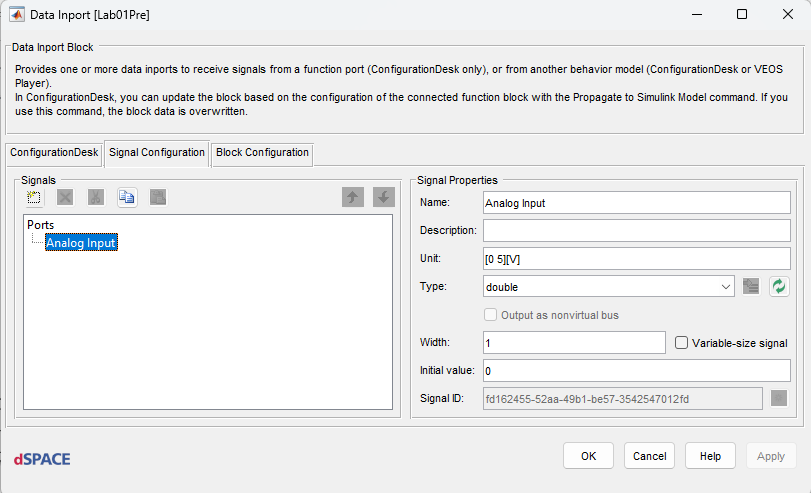 Data Inport [Lab01Pre]
Data Inport Block
Provides one or more data inports to receive signals from a function port (ConfigurationDesk only), or from another behavior model (ConfigurationDesk or VEOS
Player).
In ConfigurationDesk, you can update the block based on the configuration of the connected function block with the Propagate to Simulink Model command. If you
use this command, the block data is overwritten.
ConfigurationDesk
Signal Configuration
Block Configuration
Signals
Ports
Analog Input
Signal Properties
Name:
Analog Input
Description:
Unit:
[0 5][V]
Type:
double
Output as nonvirtual bus
Width:
1
Variable-size signal
Initial value:
0
Signal ID:
fd162455-52aa-49b1-be57-3542547012fd
dSPACE
OK
Cancel
Help
Apply